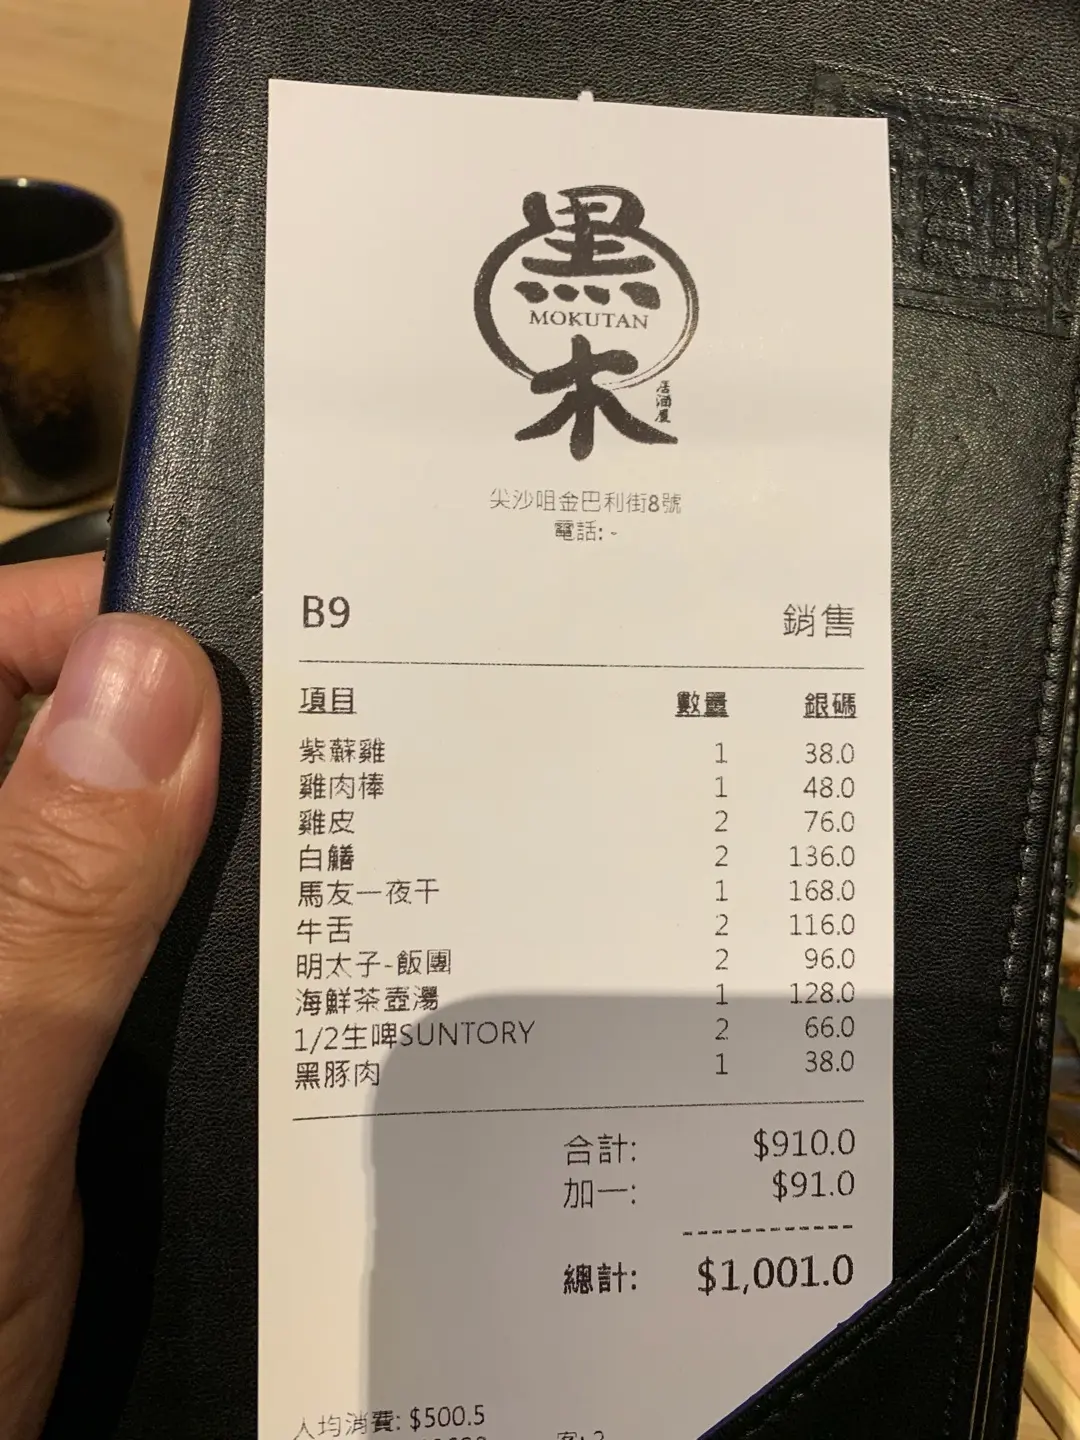 黑
MOKUTAN
木
居酒屋
尖沙咀金巴利街8號
電話: -
B9 銷售
項目 數量 銀碼
紫蘇雞 1 38.0
雞肉棒 1 48.0
雞皮 2 76.0
白鱔 2 136.0
馬友一夜干 1 168.0
牛舌 2 116.0
明太子-飯團 2 96.0
海鮮茶壺湯 1 128.0
1/2生啤SUNTORY 2 66.0
黑豚肉 1 38.0
合計: $910.0
加一: $91.0
總計: $1,001.0
人均消費: $500.5
客: 2